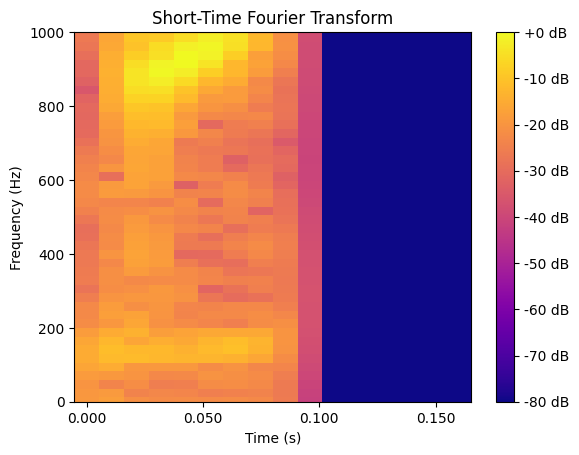 Short-Time Fourier Transform
Frequency (Hz)
1000
800
600
400
200
0
0.000
0.050
0.100
0.150
Time (s)
+0 dB
-10 dB
-20 dB
-30 dB
-40 dB
-50 dB
-60 dB
-70 dB
-80 dB